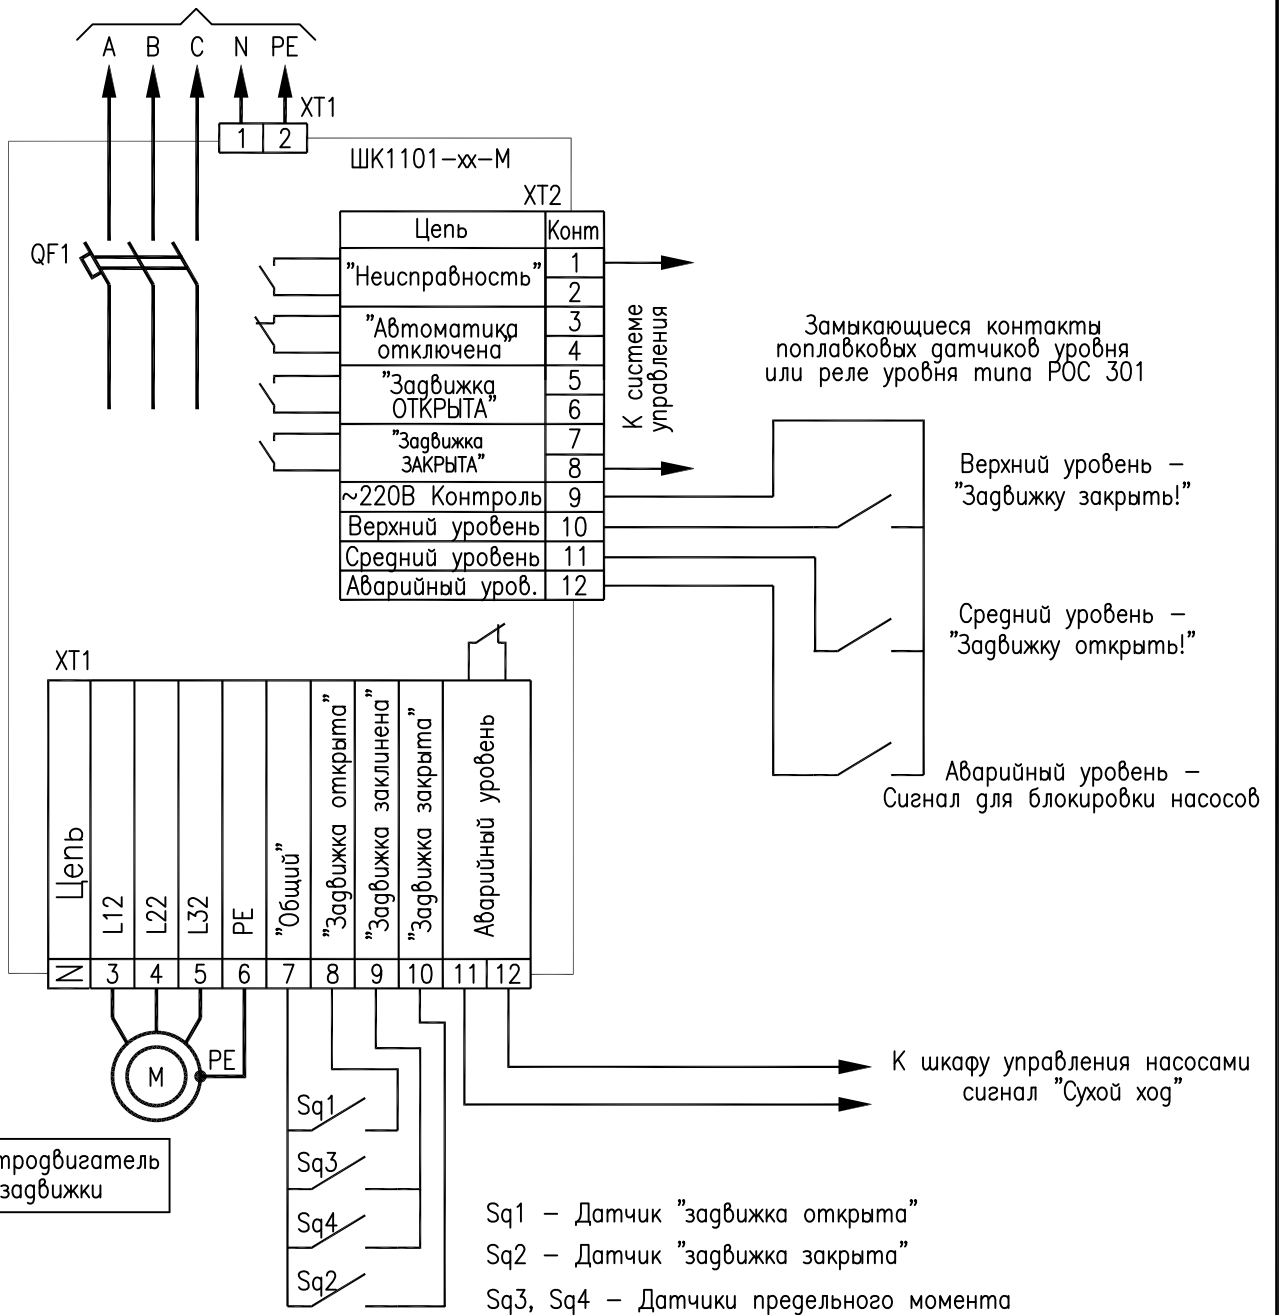 A B C N PE
XT1
1 2
ШК1101-xx-М
XT2
QF1
Цепь Конт
"Неисправность" 1
2
"Автоматика
отключена" 3
4
"Задвижка
ОТКРЫТА" 5
6
"Задвижка
ЗАКРЫТА" 7
8
~220В Контроль 9
Верхний уровень 10
Средний уровень 11
Аварийный уров. 12
К системе
управления
Замыкающиеся контакты
поплавковых датчиков уровня
или реле уровня типа РОС 301
Верхний уровень –
"Задвижку закрыть!"
Средний уровень –
"Задвижку открыть!"
Аварийный уровень –
Сигнал для блокировки насосов
XT1
Цепь
L12
L22
L32
PE
"Общий"
"Задвижка открыта"
"Задвижка заклинена"
"Задвижка закрыта"
Аварийный уровень
N 3 4 5 6 7 8 9 10 11 12
M
PE
К шкафу управления насосами
сигнал "Сухой ход"
Sq1
Sq3
Sq4
Sq2
тродвигатель
задвижки
Sq1 – Датчик "задвижка открыта"
Sq2 – Датчик "задвижка закрыта"
Sq3, Sq4 – Датчики предельного момента